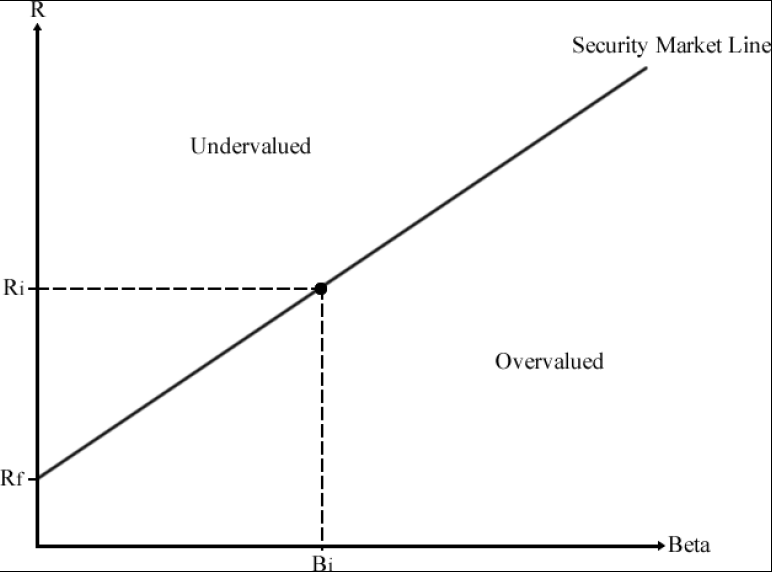 R
Security Market Line
Undervalued
Ri
Overvalued
Rf
Beta
Bi